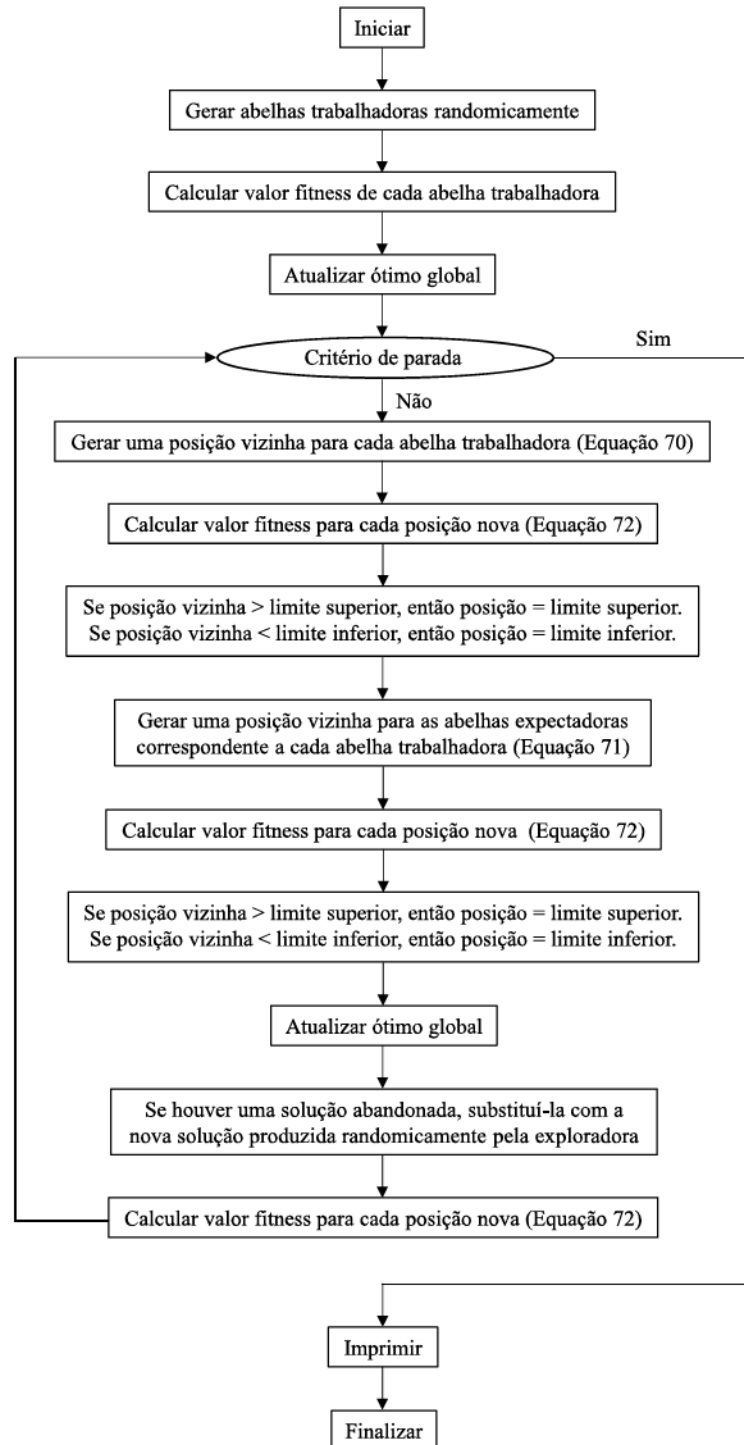 Iniciar
Gerar abelhas trabalhadoras randomicamente
Calcular valor fitness de cada abelha trabalhadora
Atualizar ótimo global
Critério de parada
Sim
Não
Gerar uma posição vizinha para cada abelha trabalhadora (Equação 70)
Calcular valor fitness para cada posição nova (Equação 72)
Se posição vizinha > limite superior, então posição = limite superior.
Se posição vizinha < limite inferior, então posição = limite inferior.
Gerar uma posição vizinha para as abelhas expectadoras
correspondente a cada abelha trabalhadora (Equação 71)
Calcular valor fitness para cada posição nova (Equação 72)
Se posição vizinha > limite superior, então posição = limite superior.
Se posição vizinha < limite inferior, então posição = limite inferior.
Atualizar ótimo global
Se houver uma solução abandonada, substituí-la com a
nova solução produzida randomicamente pela exploradora
Calcular valor fitness para cada posição nova (Equação 72)
Imprimir
Finalizar